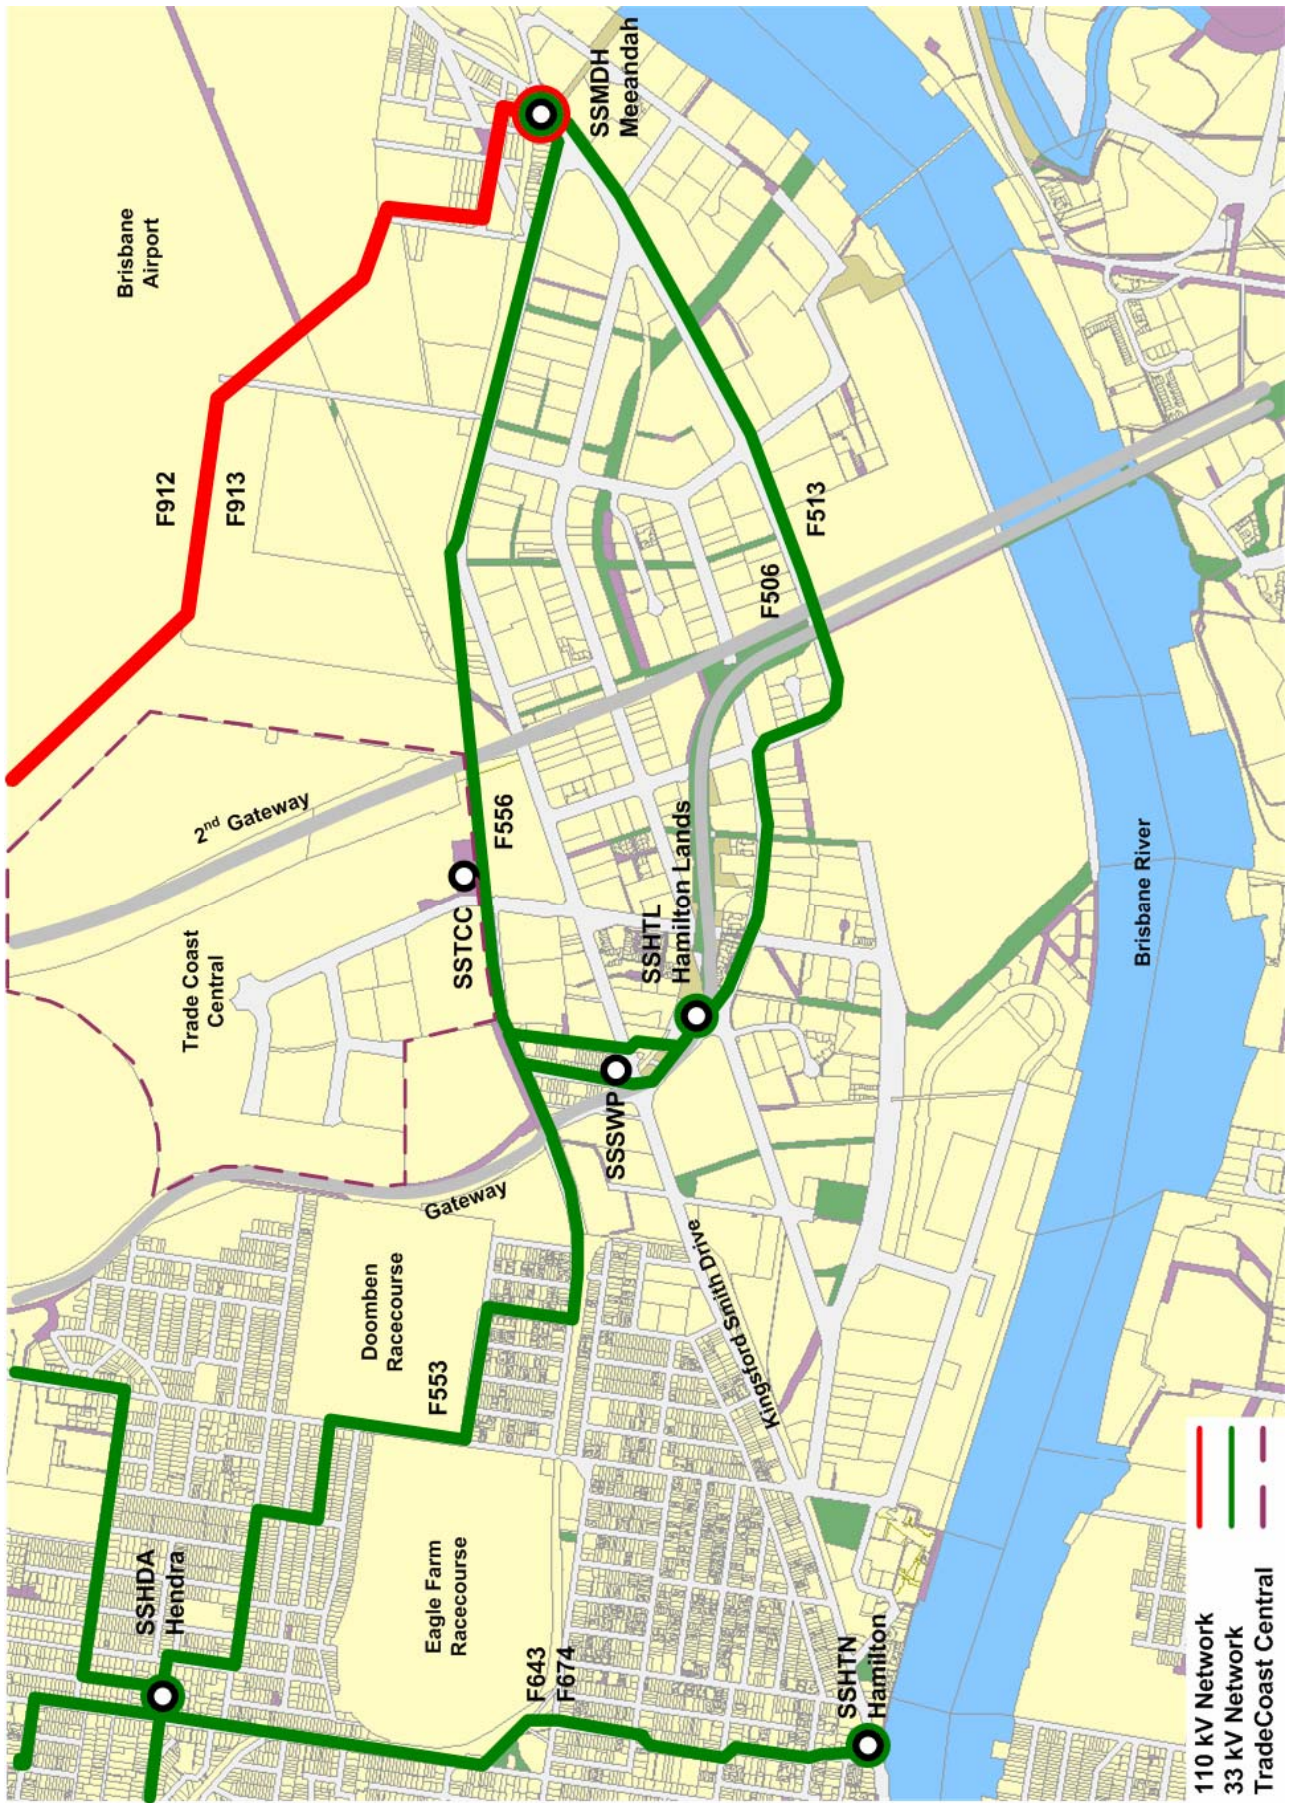 SSHDA
Hendra
F643
F674
SSHTN
Hamilton
Eagle Farm
Racecourse
F553
Doomben
Racecourse
Kingsford Smith Drive
Gateway
SSSWP
Trade Coast
Central
SSTCC
SSHTL
Hamilton Lands
2nd Gateway
F556
Brisbane River
F912
F913
F506
F513
Brisbane
Airport
SSMDH
Meeandah
110 kV Network
33 kV Network
TradeCoast Central